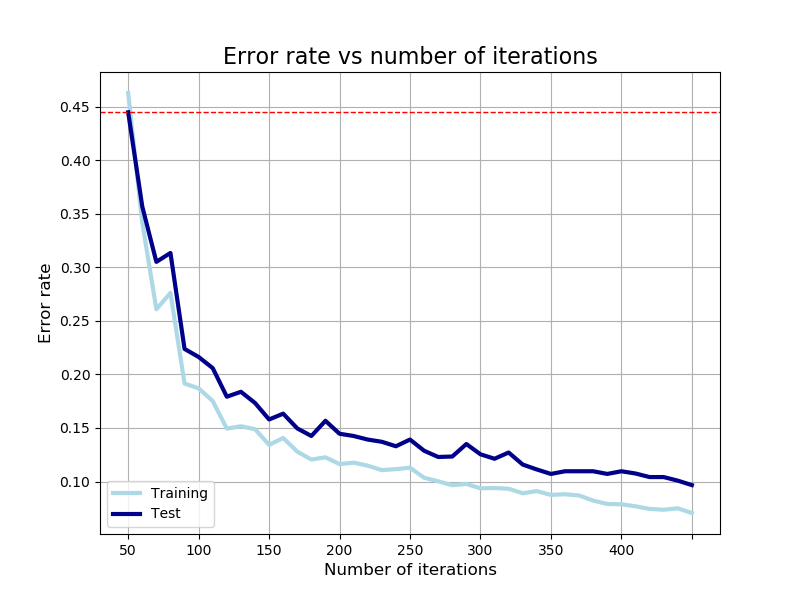 Error rate vs number of iterations
0.45
0.40
0.35
0.30
0.25
0.20
0.15
0.10
Error rate
Training
Test
50 100 150 200 250 300 350 400
Number of iterations